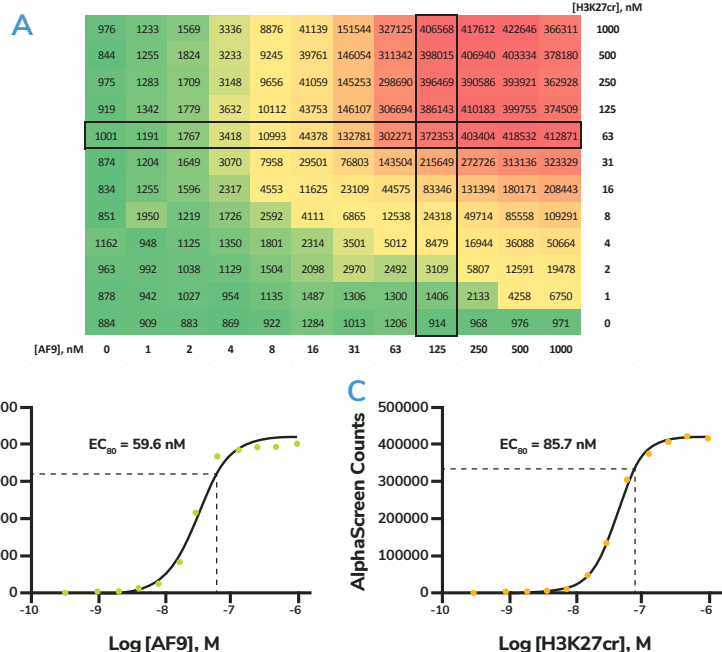 [H3K27cr], nM
A
976 1233 1569 3336 8876 41139 151544 327125 406568 417612 422646 366311 1000
844 1255 1824 3233 9245 39761 146054 311342 398015 406940 403334 378180 500
975 1283 1709 3148 9656 41059 145253 298690 396469 390586 393921 362928 250
919 1342 1779 3632 10112 43753 146107 306694 386143 410183 399755 374509 125
1001 1191 1767 3418 10993 44378 132781 302271 372353 403404 418532 412871 63
874 1204 1649 3070 7958 29501 76803 143504 215649 272726 313136 323329 31
834 1255 1596 2317 4553 11625 23109 44575 83346 131394 180171 208443 16
851 1950 1219 1726 2592 4111 6865 12538 24318 49714 85558 109291 8
1162 948 1125 1350 1801 2314 3501 5012 8479 16944 36088 50664 4
963 992 1038 1129 1504 2098 2970 2492 3109 5807 12591 19478 2
878 942 1027 954 1135 1487 1306 1300 1406 2133 4258 6750 1
884 909 883 869 922 1284 1013 1206 914 968 976 971 0
[AF9], nM 0 1 2 4 8 16 31 63 125 250 500 1000
EC80 = 59.6 nM
0
-10 -9 -8 -7 -6
Log [AF9], M
C
AlphaScreen Counts
500000
400000
300000
200000
100000
0
EC80 = 85.7 nM
-10 -9 -8 -7 -6
Log [H3K27cr], M